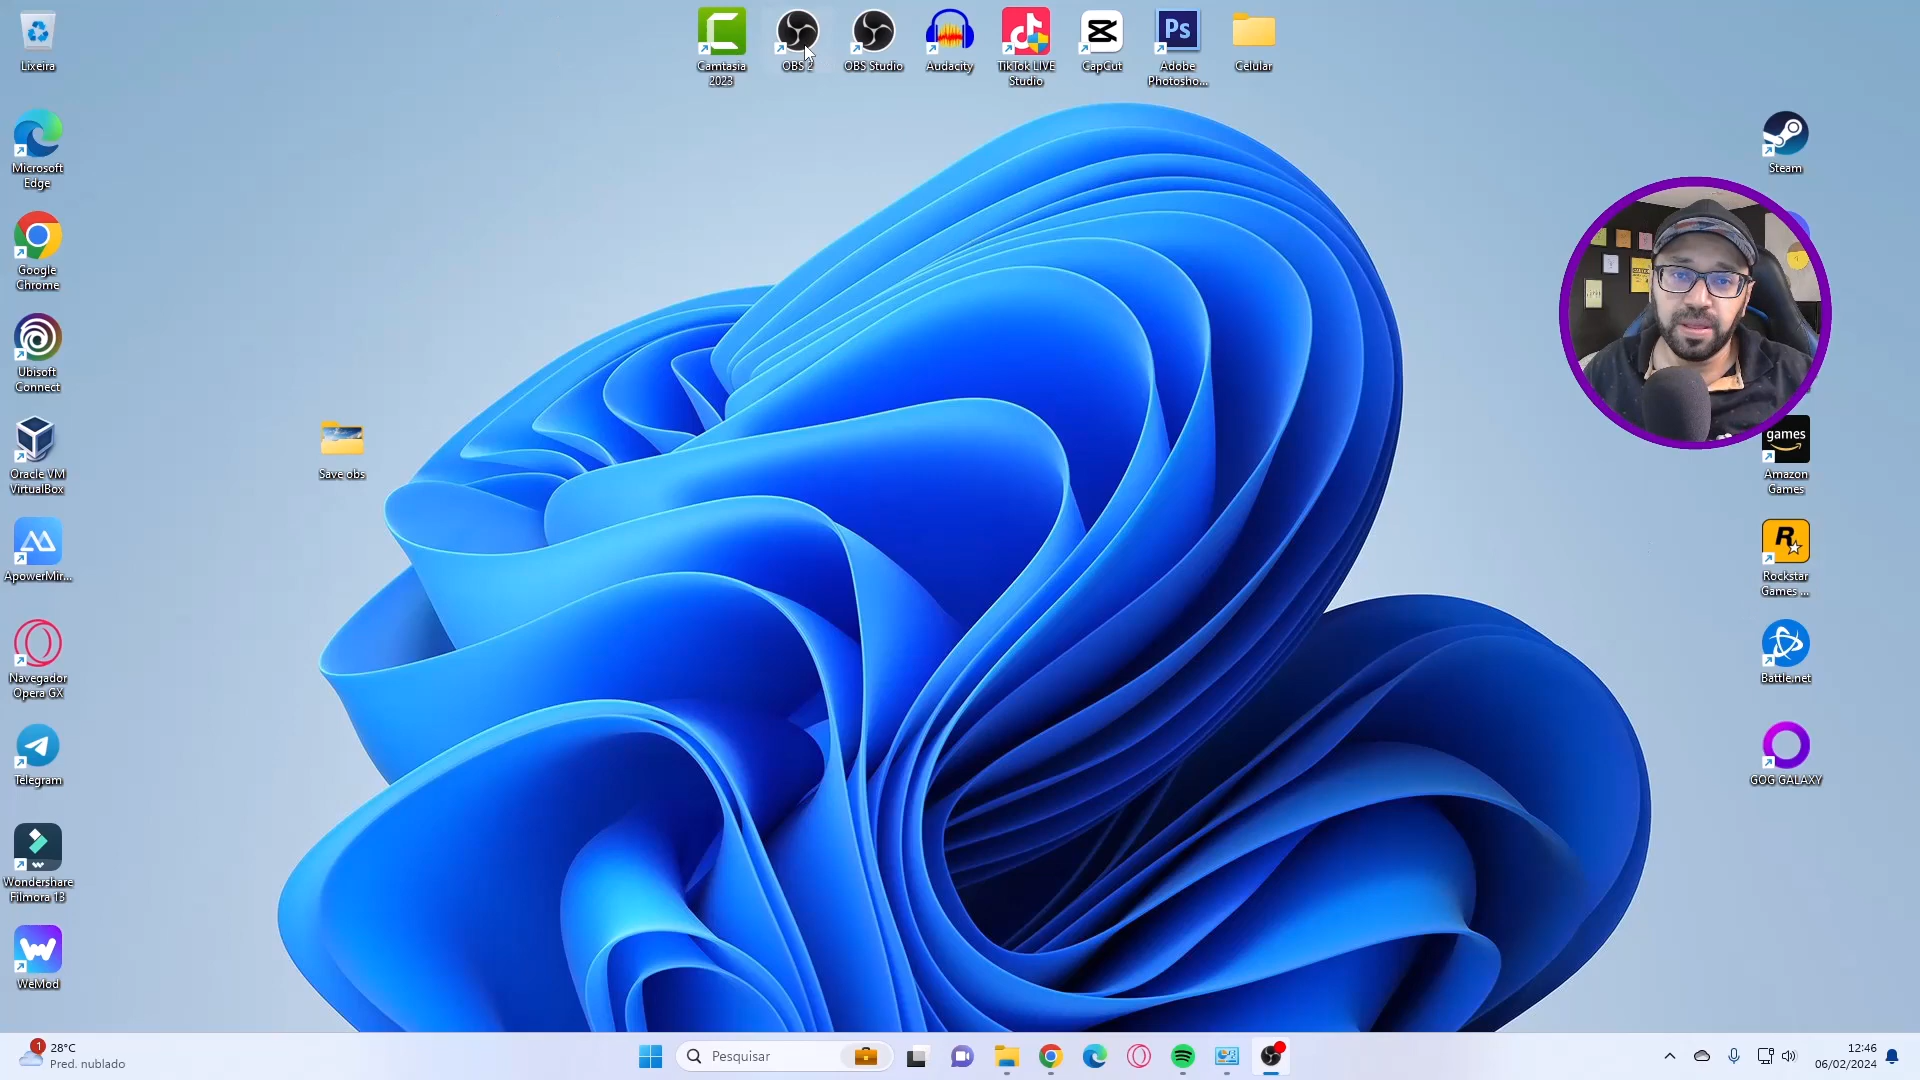 Lixeira
Camtasia
2023
OBS 2
OBS Studio
Audacity
TikTok LIVE
Studio
CapCut
Ps
Adobe
Photosho...
Celular
Microsoft
Edge
Steam
Google
Chrome
Ubisoft
Connect
Oracle VM
VirtualBox
Save obs
games
Amazon
Games
ApowerMir...
R
Rockstar
Games ...
Navegador
Opera GX
Battle.net
Telegram
GOG GALAXY
Wondershare
Filmora 13
WeMod
1
28°C
Pred. nublado
Pesquisar
12:46
06/02/2024